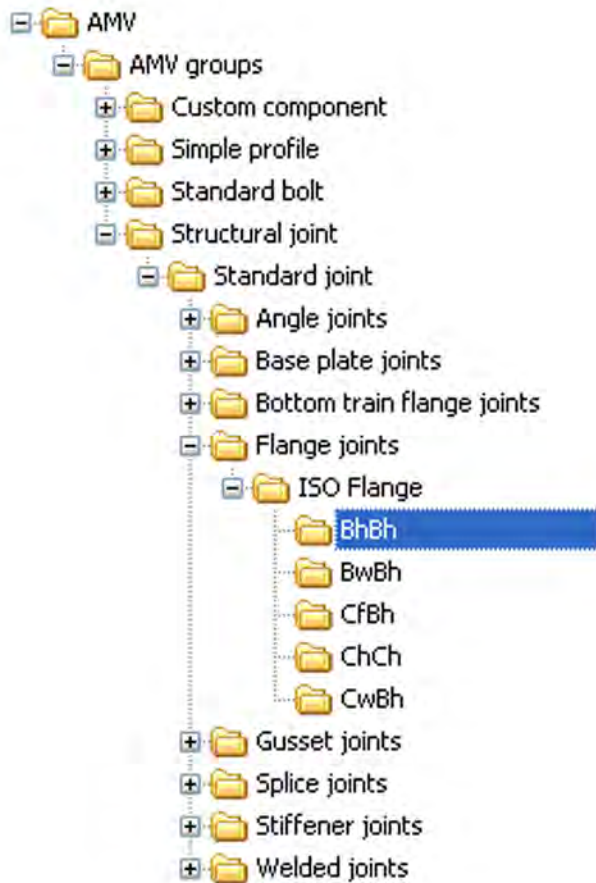 AMV
AMV groups
Custom component
Simple profile
Standard bolt
Structural joint
Standard joint
Angle joints
Base plate joints
Bottom train flange joints
Flange joints
ISO Flange
BhBh
BwBh
CfBh
ChCh
CwBh
Gusset joints
Splice joints
Stiffener joints
Welded joints